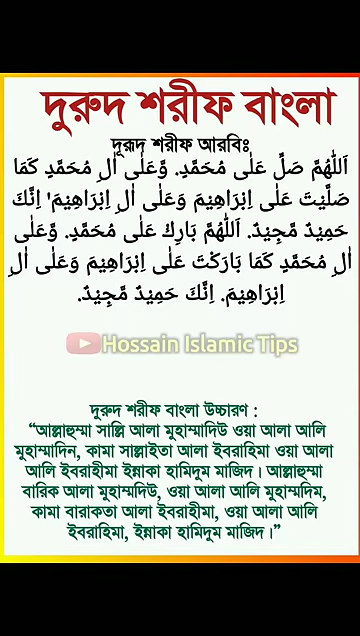 দুরুদ শরীফ বাংলা
দুরূদ শরীফ আরবিঃ
اَللّٰهُمَّ صَلِّ عَلٰى مُحَمَّدٍ. وَّعَلٰى اٰلِ مُحَمَّدٍ كَمَا
صَلَّيْتَ عَلٰى اِبْرَاهِيمَ وَعَلٰى اٰلِ اِبْرَاهِيمَ' اِنَّكَ
حَمِيْدٌ مَّجِيْدٌ. اَللّٰهُمَّ بَارِكْ عَلٰى مُحَمَّدٍ. وَّعَلٰى
اٰلِ مُحَمَّدٍ كَمَا بَارَكْتَ عَلٰى اِبْرَاهِيْمَ وَعَلٰى اٰلِ
اِبْرَاهِيْمَ. اِنَّكَ حَمِيْدٌ مَّجِيْدٌ.
Hossain Islamic Tips
দুরুদ শরীফ বাংলা উচ্চারণ :
“আল্লাহুম্মা সাল্লি আলা মুহাম্মাদিউ ওয়া আলা আলি
মুহাম্মাদিন, কামা সাল্লাইতা আলা ইবরাহিমা ওয়া আলা
আলি ইবরাহীমা ইন্নাকা হামিদুম মাজিদ। আল্লাহুম্মা
বারিক আলা মুহাম্মাদিউ, ওয়া আলা আলি মুহাম্মদিম,
কামা বারাকতা আলা ইবরাহীমা, ওয়া আলা আলি
ইবরাহিমা, ইন্নাকা হামিদুম মাজিদ।”